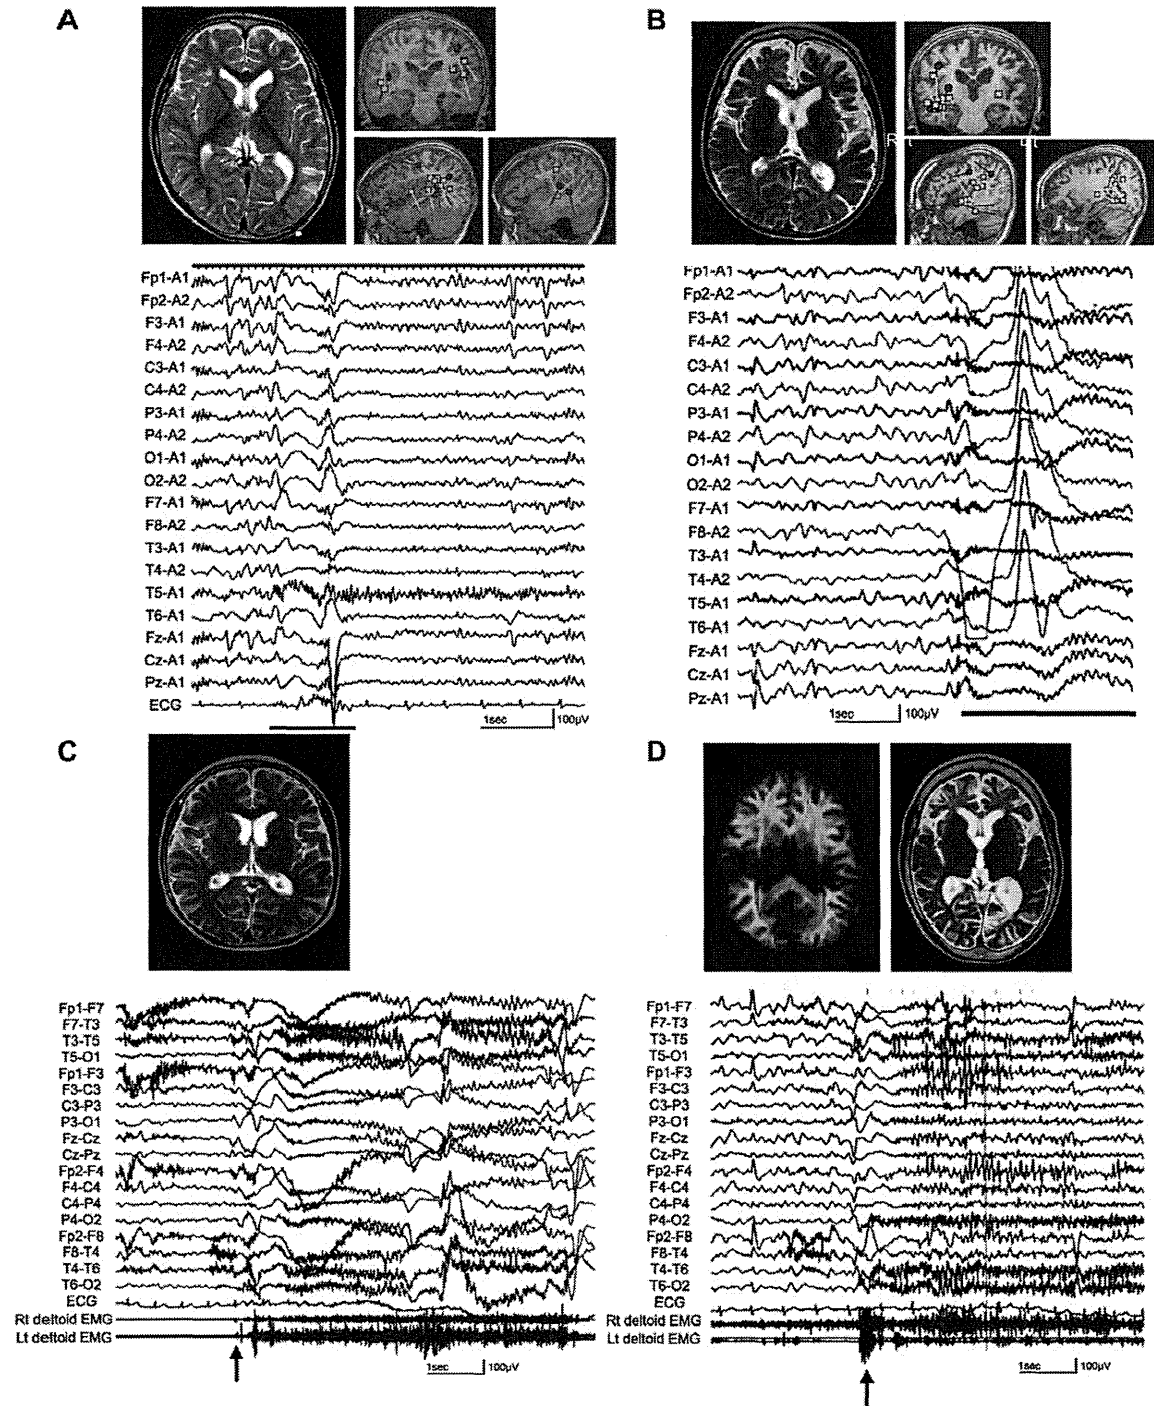 A
Fp1-A1
Fp2-A2
F3-A1
F4-A2
C3-A1
C4-A2
P3-A1
P4-A2
O1-A1
O2-A2
F7-A1
F8-A2
T3-A1
T4-A2
T5-A1
T6-A1
Fz-A1
Cz-A1
Pz-A1
ECG
1sec 100μV
B
Fp1-A1
Fp2-A2
F3-A1
F4-A2
C3-A1
C4-A2
P3-A1
P4-A2
O1-A1
O2-A2
F7-A1
F8-A2
T3-A1
T4-A2
T5-A1
T6-A1
Fz-A1
Cz-A1
Pz-A1
1sec 100μV
C
Fp1-F7
F7-T3
T3-T5
T5-O1
Fp1-F3
F3-C3
C3-P3
P3-O1
Fz-Cz
Cz-Pz
Fp2-F4
F4-C4
C4-P4
P4-O2
Fp2-F8
F8-T4
T4-T6
T6-O2
ECG
Rt deltoid EMG
Lt deltoid EMG
1sec 100μV
D
Fp1-F7
F7-T3
T3-T5
T5-O1
Fp1-F3
F3-C3
C3-P3
P3-O1
Fz-Cz
Cz-Pz
Fp2-F4
F4-C4
C4-P4
P4-O2
Fp2-F8
F8-T4
T4-T6
T6-O2
ECG
Rt deltoid EMG
Lt deltoid EMG
1sec 100μV